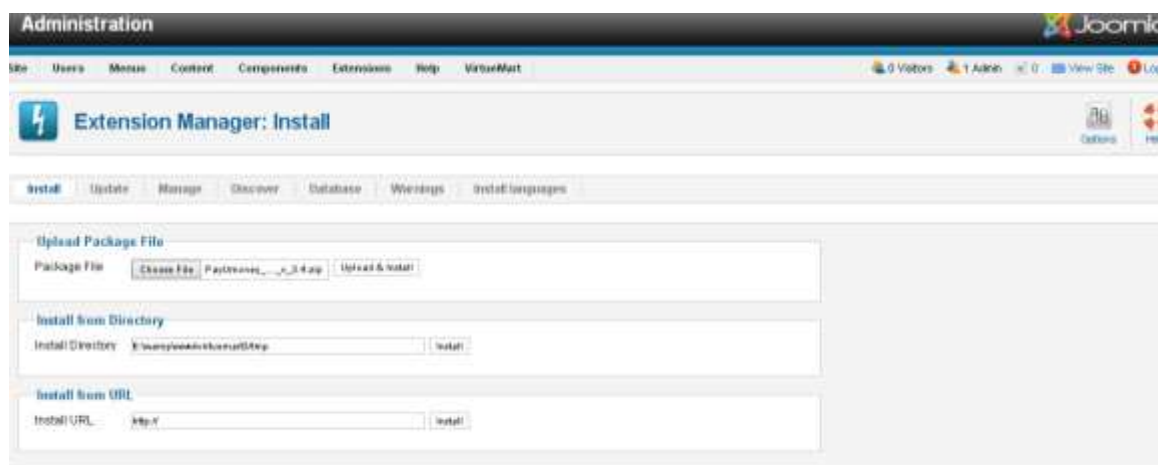 Administration
Site Users Menus Content Components Extensions Help VirtueMart 0 Visitors 1 Admin 0 View Site
Extension Manager: Install
Options
Install Update Manage Discover Database Warnings Install languages
Upload Package File
Package File Choose File Upload & Install
Install from Directory
Install Directory Install
Install from URL
Install URL http:// Install